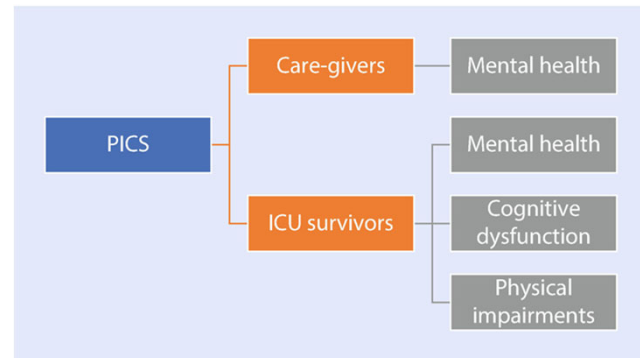 Care-givers
Mental health
PICS
Mental health
ICU survivors
Cognitive
dysfunction
Physical
impairments